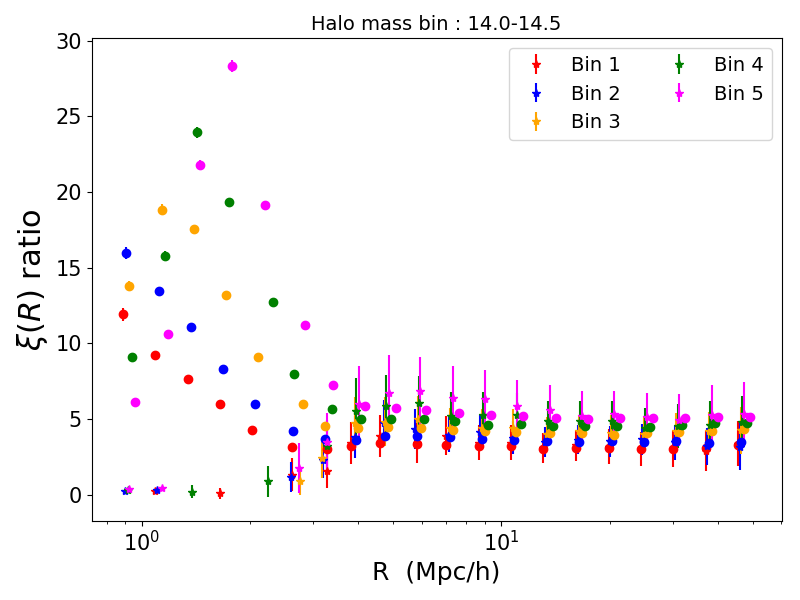 Halo mass bin : 14.0-14.5
ξ(R) ratio
30
25
20
15
10
5
0
Bin 1
Bin 2
Bin 3
Bin 4
Bin 5
10⁰
10¹
R (Mpc/h)